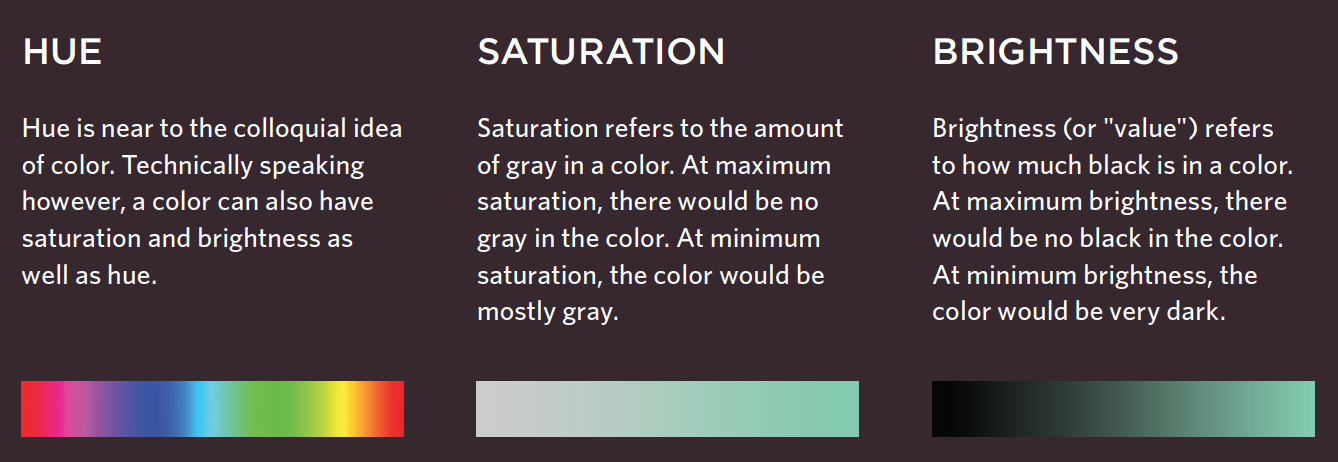 HUE
Hue is near to the colloquial idea
of color. Technically speaking
however, a color can also have
saturation and brightness as
well as hue.
SATURATION
Saturation refers to the amount
of gray in a color. At maximum
saturation, there would be no
gray in the color. At minimum
saturation, the color would be
mostly gray.
BRIGHTNESS
Brightness (or "value") refers
to how much black is in a color.
At maximum brightness, there
would be no black in the color.
At minimum brightness, the
color would be very dark.